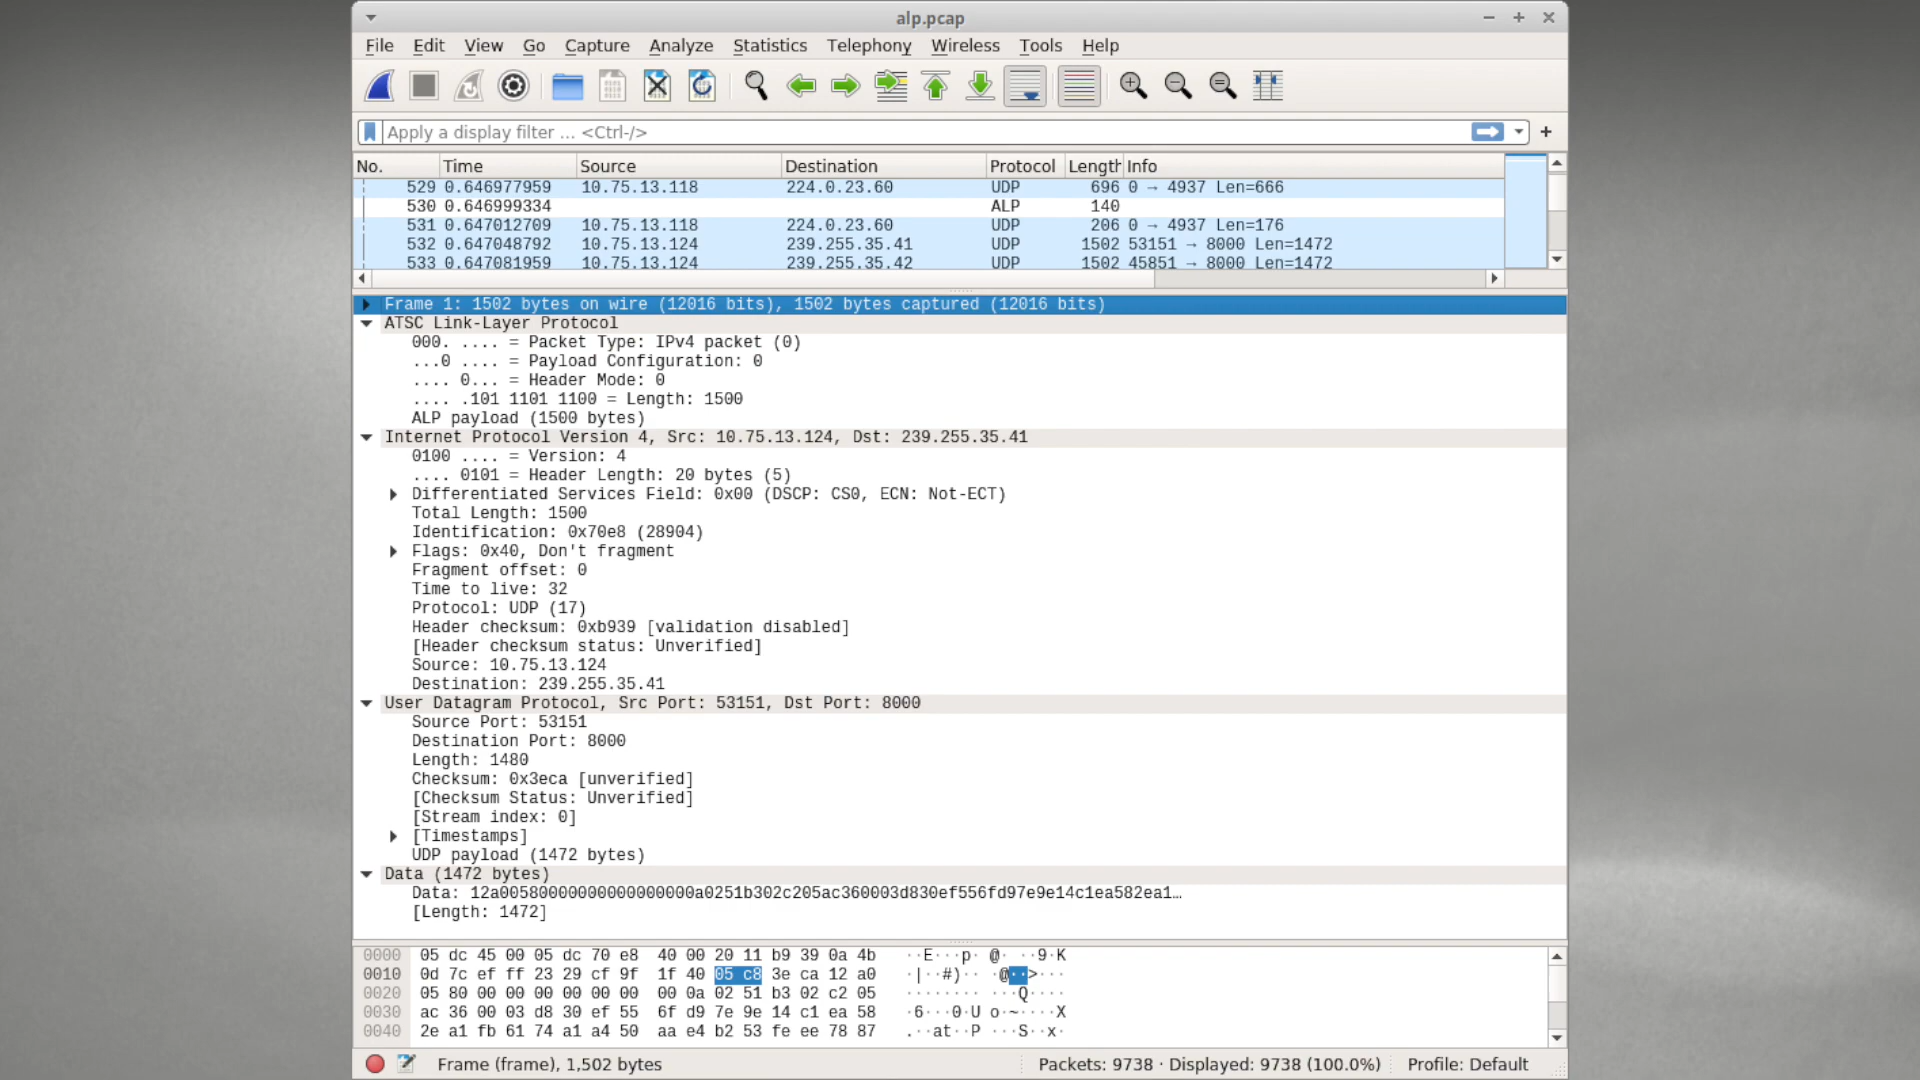 alp.pcap
File Edit View Go Capture Analyze Statistics Telephony Wireless Tools Help
Apply a display filter ... <Ctrl-/>
No. Time Source Destination Protocol Length Info
529 0.646977959 10.75.13.118 224.0.23.60 UDP 696 0 → 4937 Len=666
530 0.646999334 ALP 140
531 0.647012709 10.75.13.118 224.0.23.60 UDP 206 0 → 4937 Len=176
532 0.647048792 10.75.13.124 239.255.35.41 UDP 1502 53151 → 8000 Len=1472
533 0.647081959 10.75.13.124 239.255.35.42 UDP 1502 45851 → 8000 Len=1472
Frame 1: 1502 bytes on wire (12016 bits), 1502 bytes captured (12016 bits)
ATSC Link-Layer Protocol
000. .... = Packet Type: IPv4 packet (0)
...0 .... = Payload Configuration: 0
.... 0... = Header Mode: 0
.... .101 1101 1100 = Length: 1500
ALP payload (1500 bytes)
Internet Protocol Version 4, Src: 10.75.13.124, Dst: 239.255.35.41
0100 .... = Version: 4
.... 0101 = Header Length: 20 bytes (5)
Differentiated Services Field: 0x00 (DSCP: CS0, ECN: Not-ECT)
Total Length: 1500
Identification: 0x70e8 (28904)
Flags: 0x40, Don't fragment
Fragment offset: 0
Time to live: 32
Protocol: UDP (17)
Header checksum: 0xb939 [validation disabled]
[Header checksum status: Unverified]
Source: 10.75.13.124
Destination: 239.255.35.41
User Datagram Protocol, Src Port: 53151, Dst Port: 8000
Source Port: 53151
Destination Port: 8000
Length: 1480
Checksum: 0x3eca [unverified]
[Checksum Status: Unverified]
[Stream index: 0]
[Timestamps]
UDP payload (1472 bytes)
Data (1472 bytes)
Data: 12a00580000000000000000a0251b302c205ac360003d830ef556fd97e9e14c1ea582ea1…
[Length: 1472]
0000 05 dc 45 00 05 dc 70 e8 40 00 20 11 b9 39 0a 4b ··E···p· @· ··9·K
0010 0d 7c ef ff 23 29 cf 9f 1f 40 05 c8 3e ca 12 a0 ·|··#)·· ·@··>···
0020 05 80 00 00 00 00 00 00 00 0a 02 51 b3 02 c2 05 ········ ···Q····
0030 ac 36 00 03 d8 30 ef 55 6f d9 7e 9e 14 c1 ea 58 ·6···0·U o·~····X
0040 2e a1 fb 61 74 a1 a4 50 aa e4 b2 53 fe ee 78 87 .··at··P ···S··x·
Frame (frame), 1,502 bytes
Packets: 9738 · Displayed: 9738 (100.0%)
Profile: Default